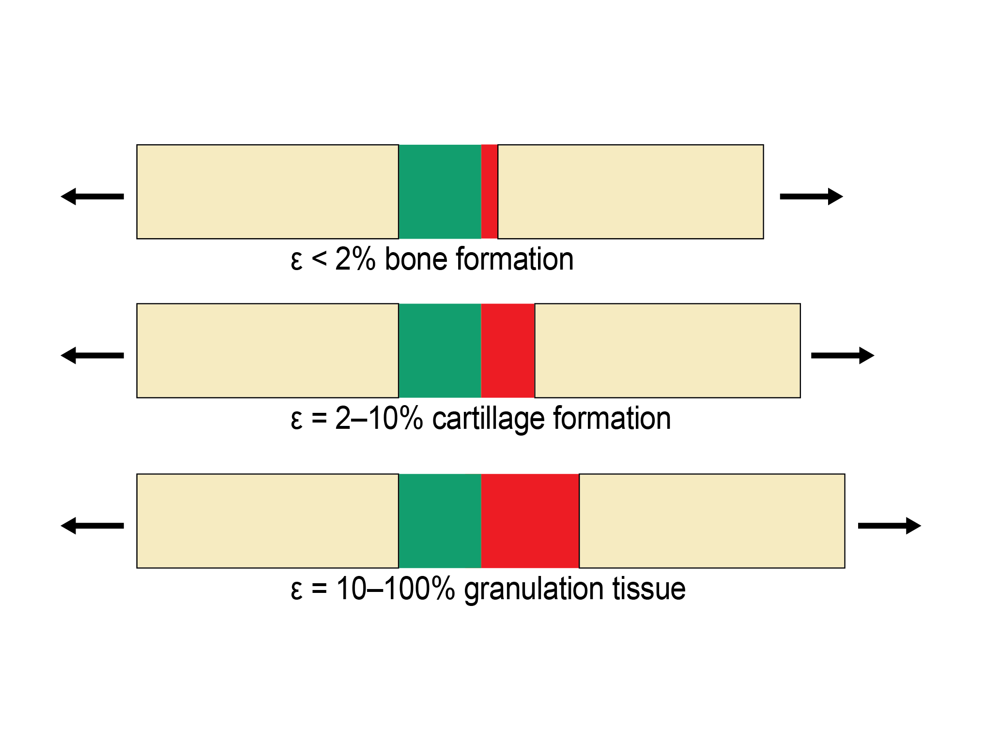 ε < 2% bone formation
ε = 2–10% cartillage formation
ε = 10–100% granulation tissue